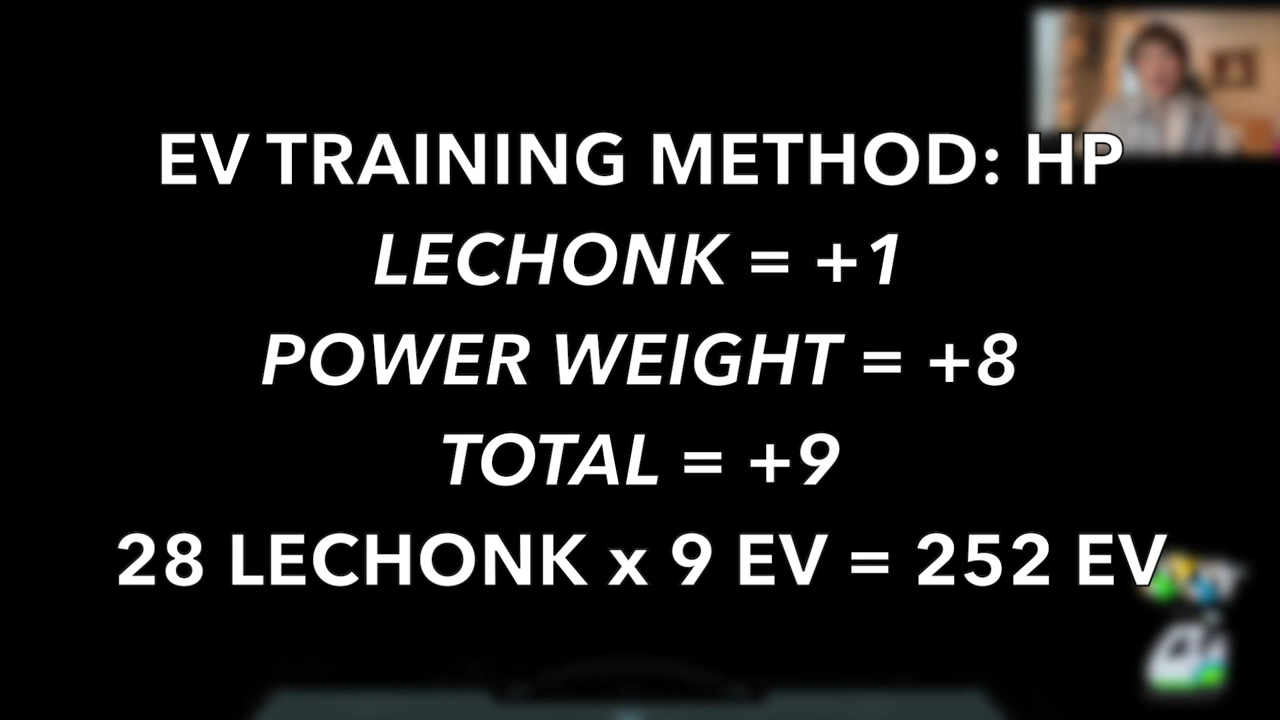 EV TRAINING METHOD: HP
LECHONK = +1
POWER WEIGHT = +8
TOTAL = +9
28 LECHONK x 9 EV = 252 EV